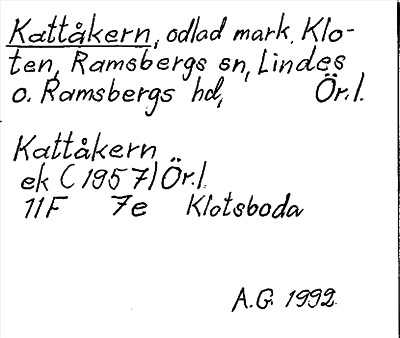 Kattåkern, odlad mark, Klo-
ten, Ramsbergs sn, Lindes
o. Ramsbergs hd, Ör.l.
Kattåkern
ek (1957) Ör.l.
11F 7e Klotsboda
A.G. 1992